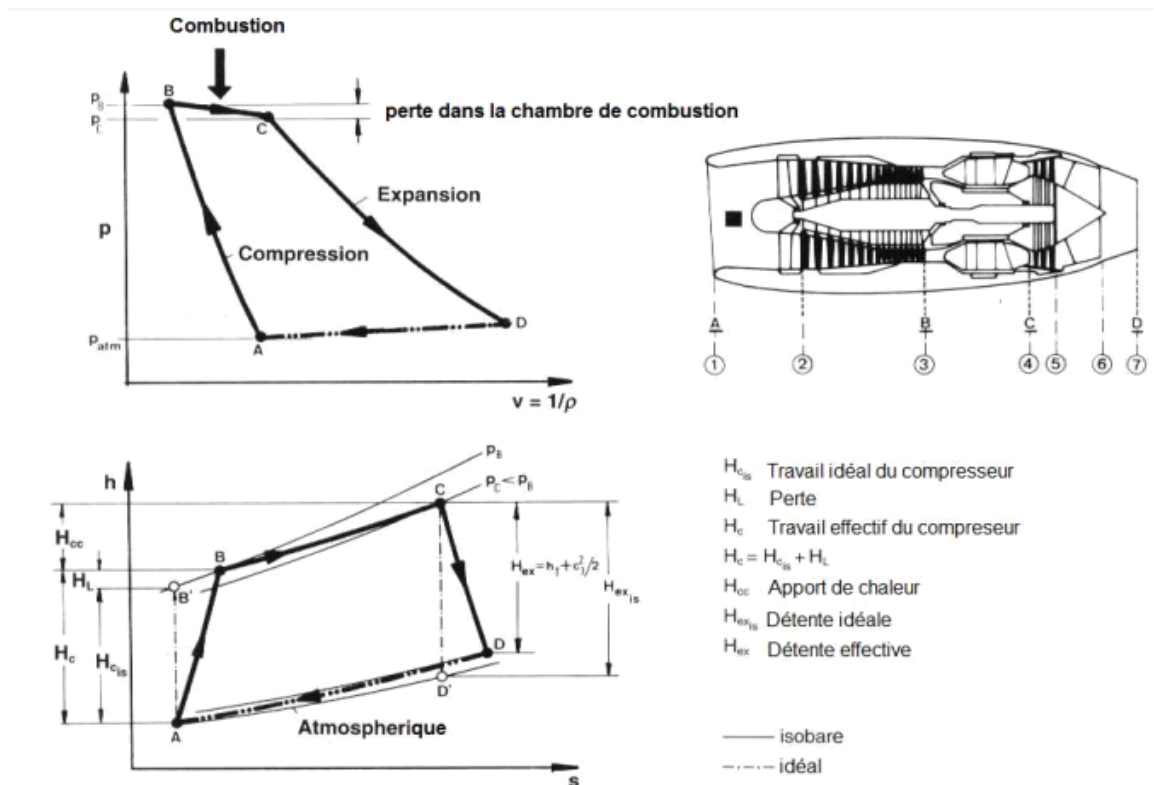 Combustion
B
p_B
p_C
C
perte dans la chambre de combustion
Expansion
p
Compression
p_atm
A
D
v = 1/ρ
A
B
C
D
1 2 3 4 5 6 7
h
p_B
p_C < p_B
C
H_cc
B
H_L
B'
H_ex = h_f + c_j²/2
H_ex_is
H_c
H_c_is
D
D'
A
Atmospherique
s
H_c_is Travail idéal du compresseur
H_L Perte
H_c Travail effectif du compreseur
H_c = H_c_is + H_L
H_cc Apport de chaleur
H_ex_is Détente idéale
H_ex Détente effective
isobare
idéal